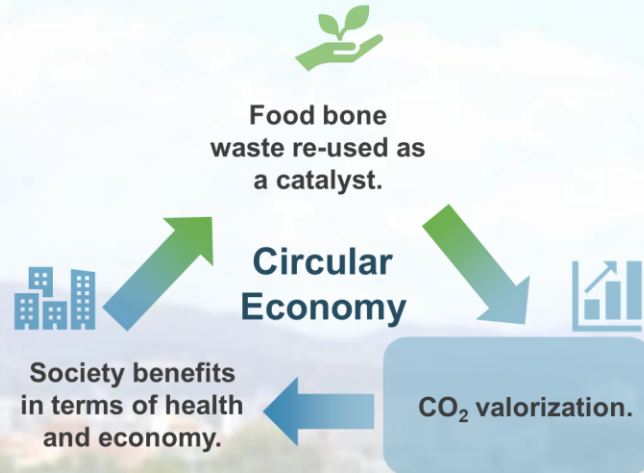 Food bone
waste re-used as
a catalyst.
Circular
Economy
Society benefits
in terms of health
and economy.
CO₂ valorization.